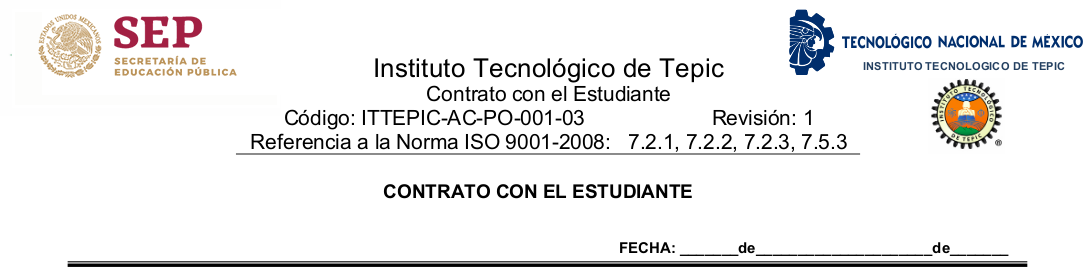 ESTADOS UNIDOS MEXICANOS
SEP
SECRETARÍA DE
EDUCACIÓN PÚBLICA
TECNOLÓGICO NACIONAL DE MÉXICO
INSTITUTO TECNOLOGICO DE TEPIC
INSTITUTO TECNOLÓGICO
DE TEPIC
®
Instituto Tecnológico de Tepic
Contrato con el Estudiante
Código: ITTEPIC-AC-PO-001-03 Revisión: 1
Referencia a la Norma ISO 9001-2008: 7.2.1, 7.2.2, 7.2.3, 7.5.3
CONTRATO CON EL ESTUDIANTE
FECHA: _______de_____________________de_______